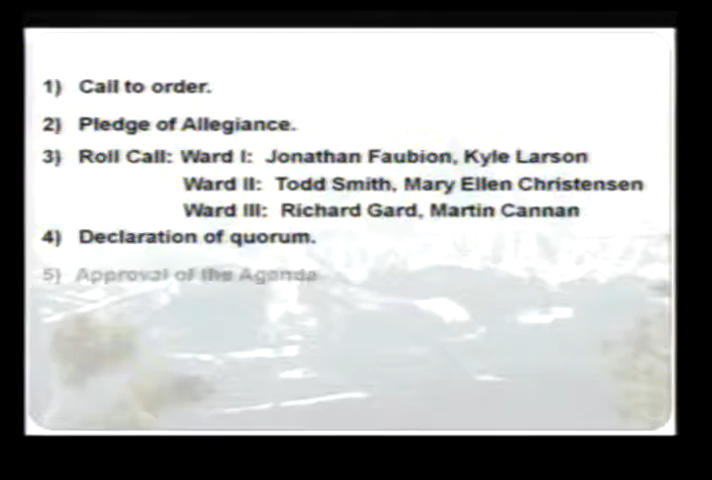 1) Call to order.
2) Pledge of Allegiance.
3) Roll Call: Ward I: Jonathan Faubion, Kyle Larson
Ward II: Todd Smith, Mary Ellen Christensen
Ward III: Richard Gard, Martin Cannan
4) Declaration of quorum.
5) Approval of the Agenda